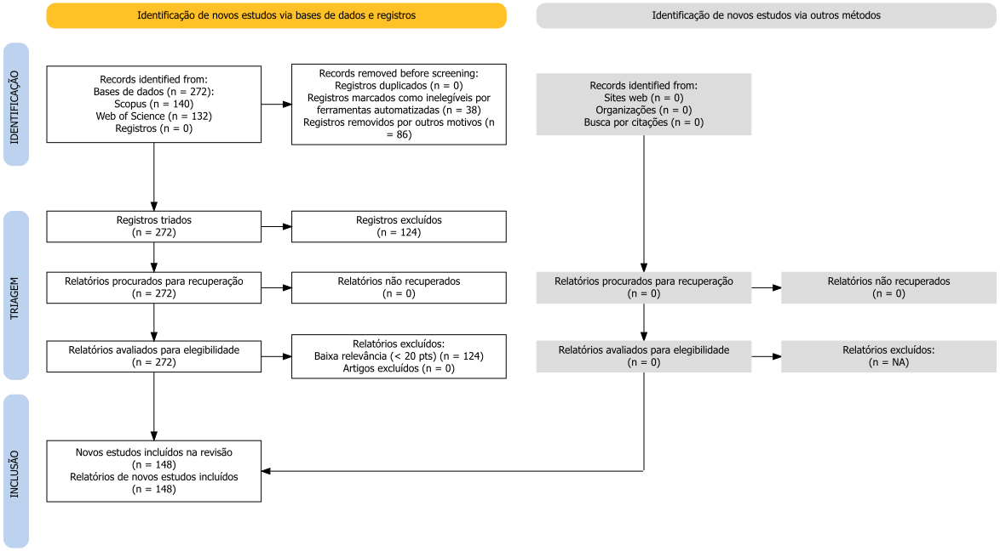 Identificação de novos estudos via bases de dados e registros
Identificação de novos estudos via outros métodos
IDENTIFICAÇÃO
Records identified from:
Bases de dados (n = 272):
Scopus (n = 140)
Web of Science (n = 132)
Registros (n = 0)
Records removed before screening:
Registros duplicados (n = 0)
Registros marcados como inelegíveis por
ferramentas automatizadas (n = 38)
Registros removidos por outros motivos (n
= 86)
Records identified from:
Sites web (n = 0)
Organizações (n = 0)
Busca por citações (n = 0)
TRIAGEM
Registros triados
(n = 272)
Registros excluídos
(n = 124)
Relatórios procurados para recuperação
(n = 272)
Relatórios não recuperados
(n = 0)
Relatórios procurados para recuperação
(n = 0)
Relatórios não recuperados
(n = 0)
Relatórios avaliados para elegibilidade
(n = 272)
Relatórios excluídos:
Baixa relevância (< 20 pts) (n = 124)
Artigos excluídos (n = 0)
Relatórios avaliados para elegibilidade
(n = 0)
Relatórios excluídos:
(n = NA)
INCLUSÃO
Novos estudos incluídos na revisão
(n = 148)
Relatórios de novos estudos incluídos
(n = 148)